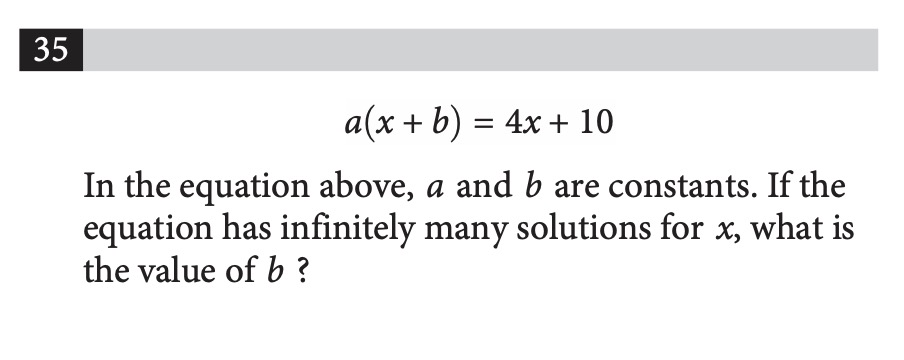 35
a(x + b) = 4x + 10
In the equation above, a and b are constants. If the
equation has infinitely many solutions for x, what is
the value of b ?